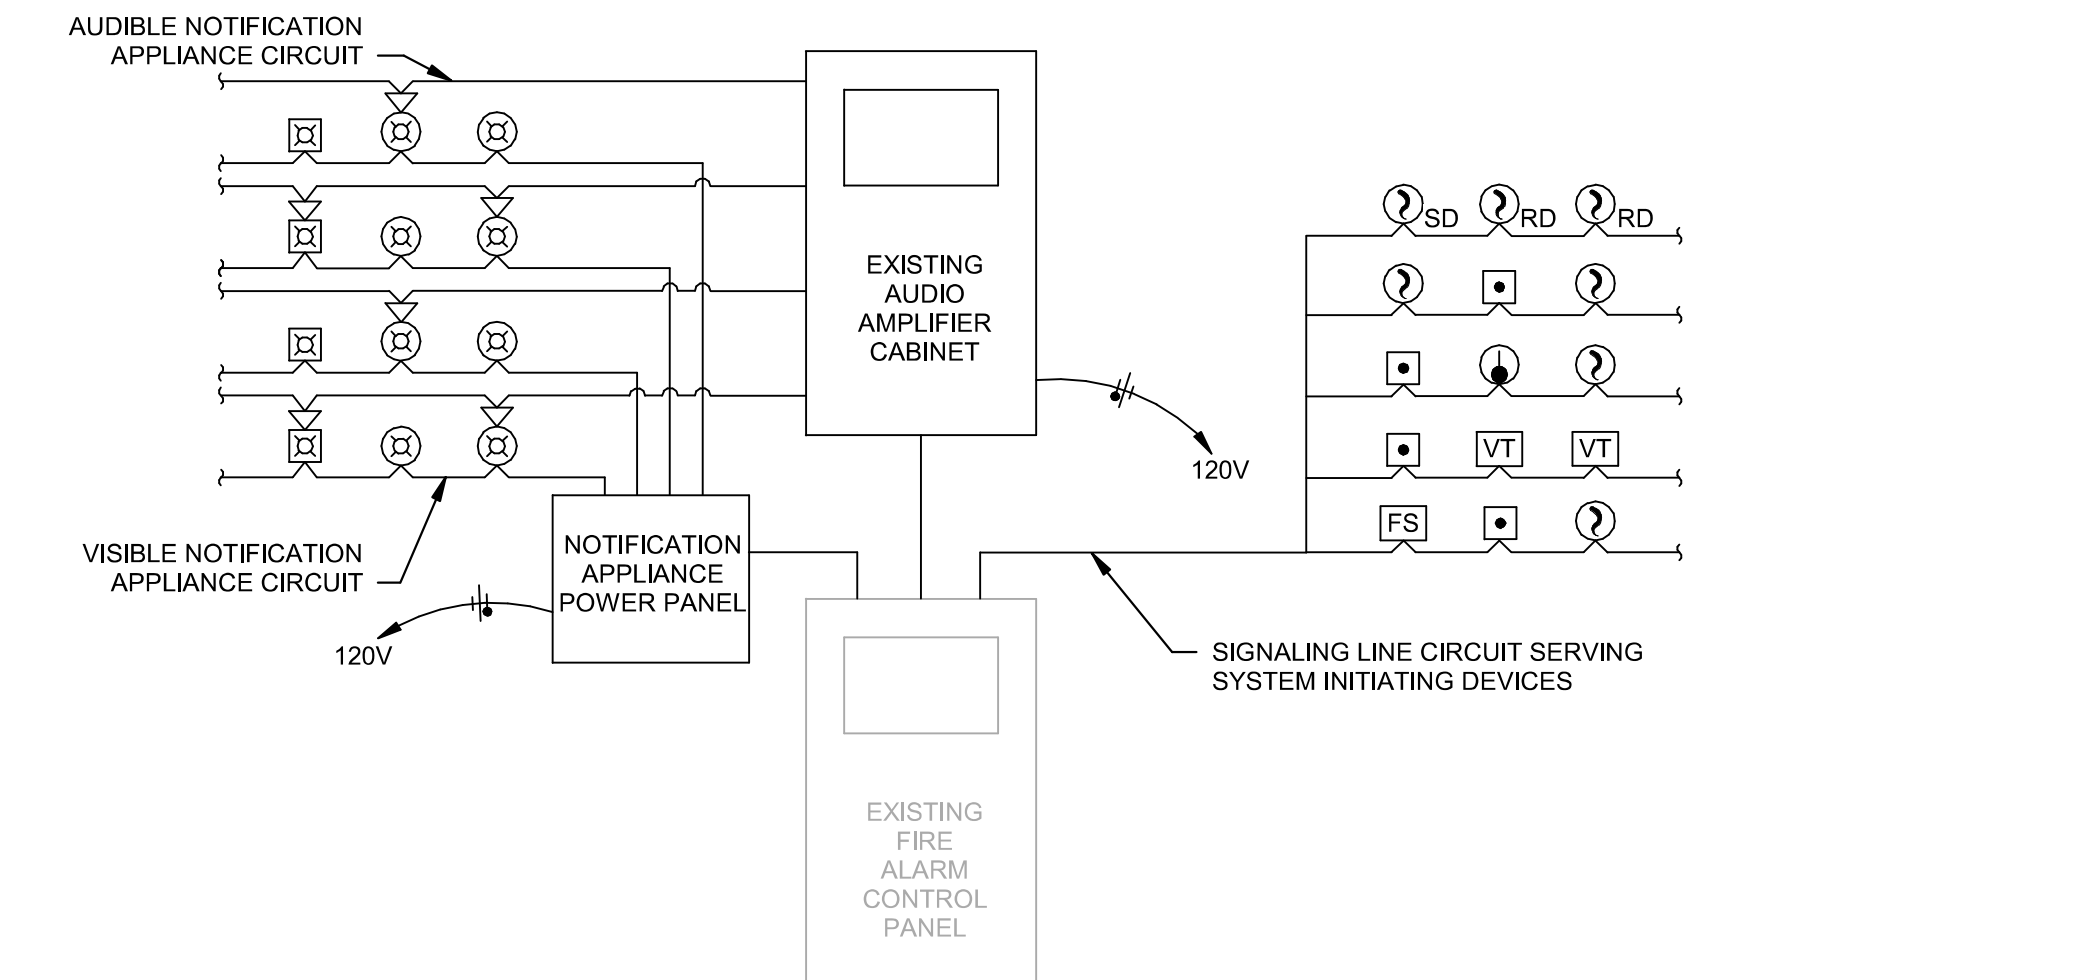 AUDIBLE NOTIFICATION
APPLIANCE CIRCUIT
EXISTING
AUDIO
AMPLIFIER
CABINET
120V
SD
RD
RD
VT
VT
FS
VISIBLE NOTIFICATION
APPLIANCE CIRCUIT
120V
NOTIFICATION
APPLIANCE
POWER PANEL
SIGNALING LINE CIRCUIT SERVING
SYSTEM INITIATING DEVICES
EXISTING
FIRE
ALARM
CONTROL
PANEL